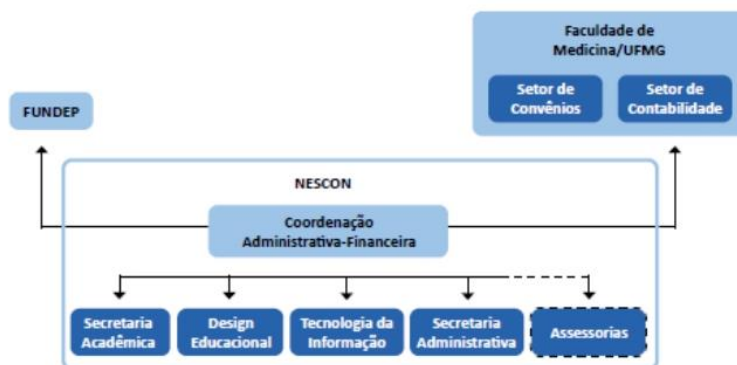 Faculdade de
Medicina/UFMG
Setor de
Convênios
Setor de
Contabilidade
FUNDEP
NESCON
Coordenação
Administrativa-Financeira
Secretaria
Acadêmica
Design
Educacional
Tecnologia da
Informação
Secretaria
Administrativa
Assessorias